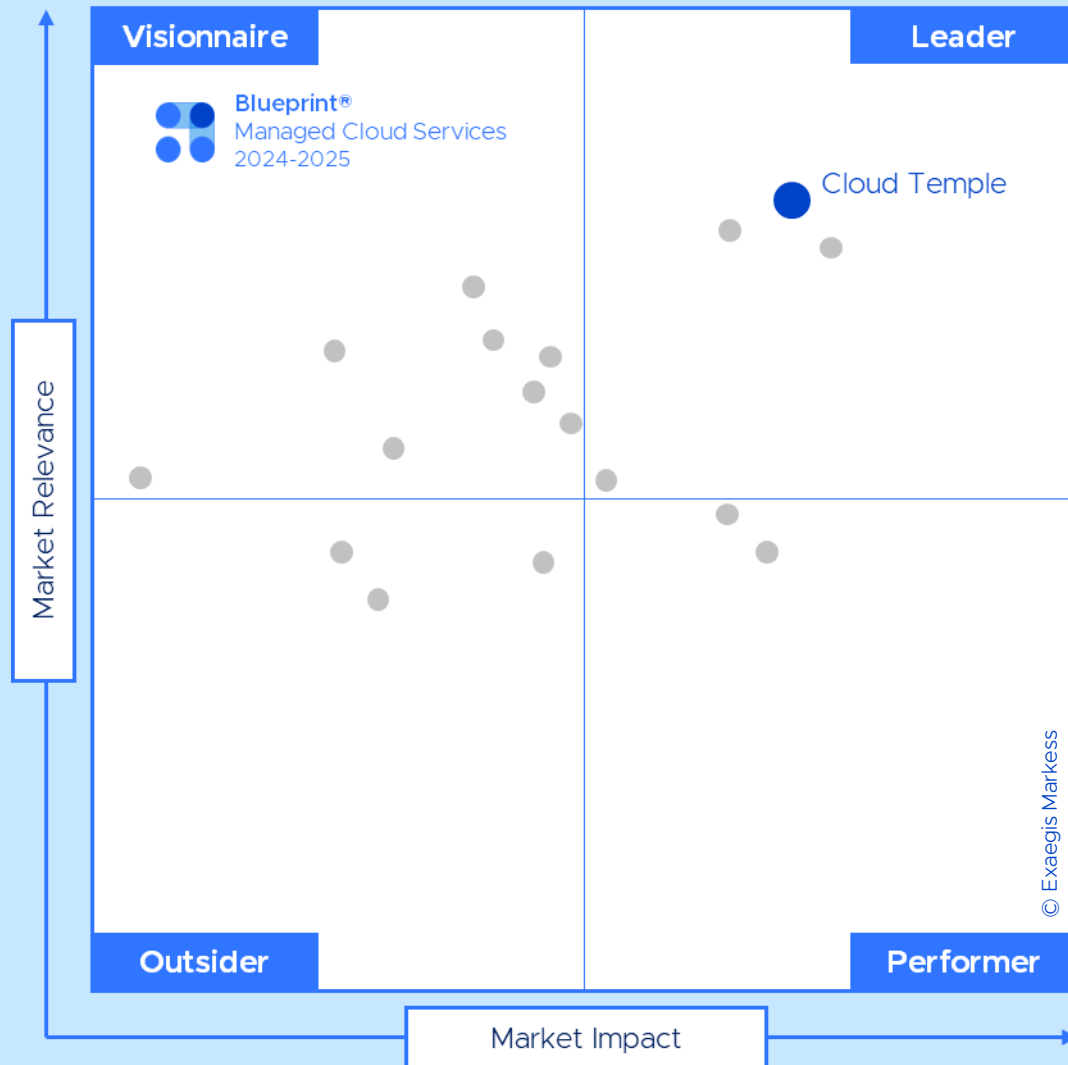 Visionnaire
Leader
Blueprint®
Managed Cloud Services
2024-2025
Cloud Temple
Market Relevance
© Exaegis Markess
Outsider
Performer
Market Impact